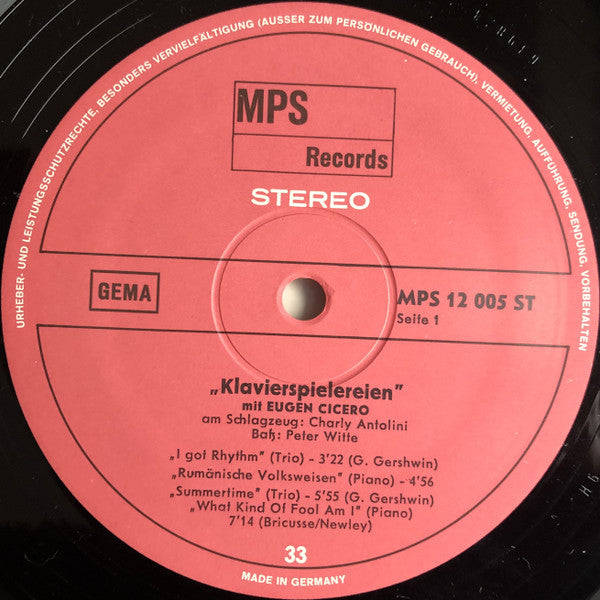 URHEBER- UND LEISTUNGSSCHUTZRECHTE, BESONDERS VERVIELFÄLTIGUNG (AUSSER ZUM PERSÖNLICHEN GEBRAUCH), VERMIETUNG, AUFFÜHRUNG, SENDUNG, VORBEHALTEN
MPS
Records
STEREO
GEMA
MPS 12 005 ST
Seite 1
„Klavierspielereien"
mit EUGEN CICERO
am Schlagzeug: Charly Antolini
Baß: Peter Witte
„I got Rhythm" (Trio) - 3'22 (G. Gershwin)
„Rumänische Volksweisen" (Piano) - 4'56
„Summertime" (Trio) - 5'55 (G. Gershwin)
„What Kind Of Fool Am I" (Piano)
7'14 (Bricusse/Newley)
33
MADE IN GERMANY